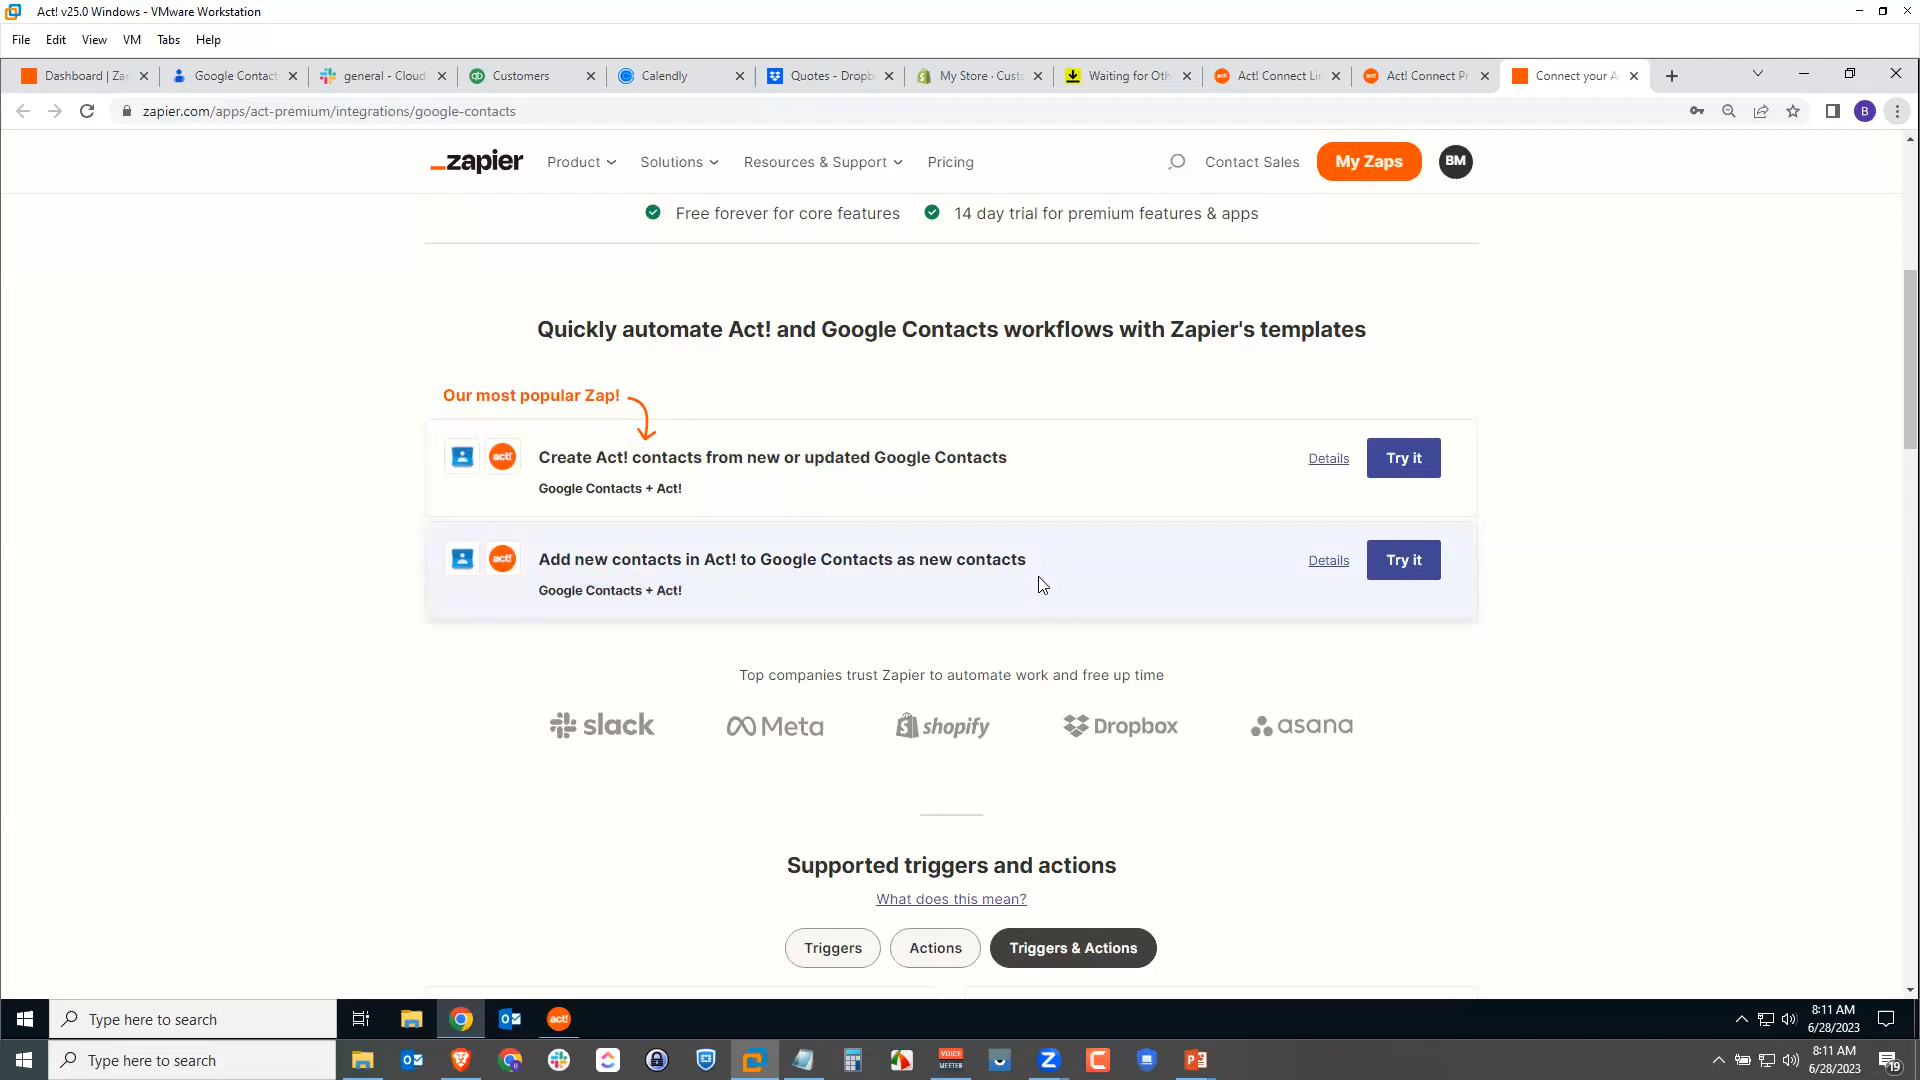 Act! v25.0 Windows - VMware Workstation
File Edit View VM Tabs Help
Dashboard | Za Google Contact general - Cloud Customers Calendly Quotes - Dropb My Store · Custo Waiting for Oth Act! Connect Li Act! Connect Pr Connect your A
zapier.com/apps/act-premium/integrations/google-contacts B
_zapier Product Solutions Resources & Support Pricing Contact Sales My Zaps BM
Free forever for core features 14 day trial for premium features & apps
Quickly automate Act! and Google Contacts workflows with Zapier's templates
Our most popular Zap!
act! Create Act! contacts from new or updated Google Contacts Details Try it
Google Contacts + Act!
act! Add new contacts in Act! to Google Contacts as new contacts Details Try it
Google Contacts + Act!
Top companies trust Zapier to automate work and free up time
slack Meta shopify Dropbox asana
Supported triggers and actions
What does this mean?
Triggers Actions Triggers & Actions
Type here to search act! 8:11 AM
6/28/2023
Type here to search VOICE MEETER 8:11 AM
6/28/2023 19